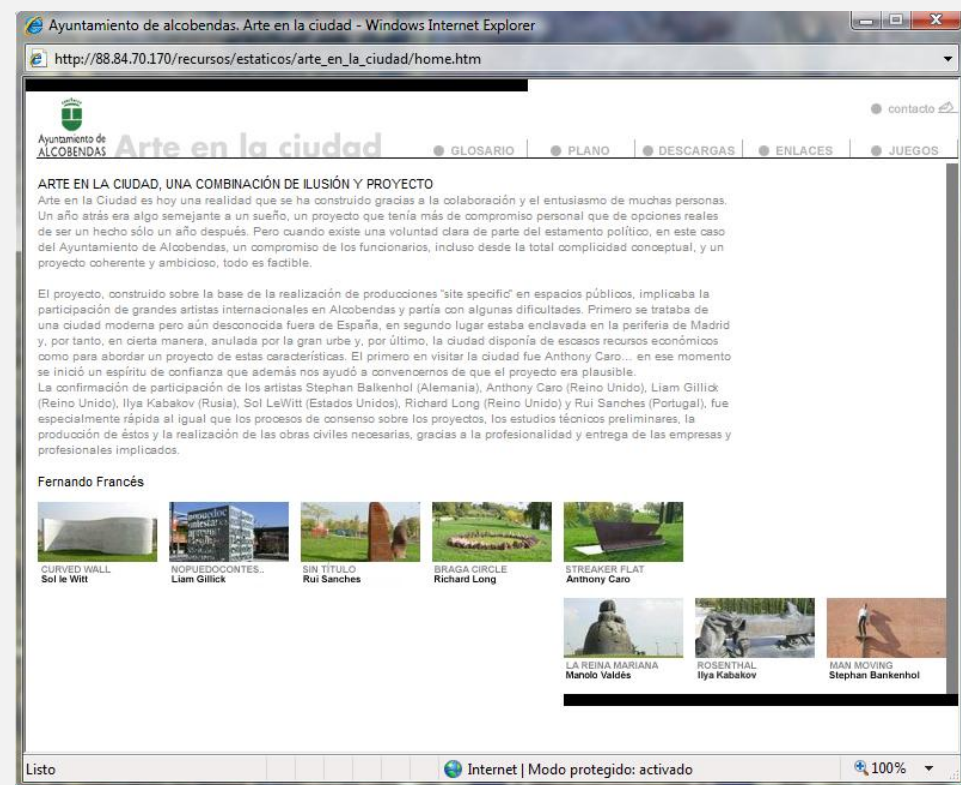 Ayuntamiento de alcobendas. Arte en la ciudad - Windows Internet Explorer
http://88.84.70.170/recursos/estaticos/arte_en_la_ciudad/home.htm
contacto
Ayuntamiento de
ALCOBENDAS
Arte en la ciudad
GLOSARIO
PLANO
DESCARGAS
ENLACES
JUEGOS
ARTE EN LA CIUDAD, UNA COMBINACIÓN DE ILUSIÓN Y PROYECTO
Arte en la Ciudad es hoy una realidad que se ha construido gracias a la colaboración y el entusiasmo de muchas personas.
Un año atrás era algo semejante a un sueño, un proyecto que tenía más de compromiso personal que de opciones reales
de ser un hecho sólo un año después. Pero cuando existe una voluntad clara de parte del estamento político, en este caso
del Ayuntamiento de Alcobendas, un compromiso de los funcionarios, incluso desde la total complicidad conceptual, y un
proyecto coherente y ambicioso, todo es factible.
El proyecto, construido sobre la base de la realización de producciones "site specific" en espacios públicos, implicaba la
participación de grandes artistas internacionales en Alcobendas y partía con algunas dificultades. Primero se trataba de
una ciudad moderna pero aún desconocida fuera de España, en segundo lugar estaba enclavada en la periferia de Madrid
y, por tanto, en cierta manera, anulada por la gran urbe y, por último, la ciudad disponía de escasos recursos económicos
como para abordar un proyecto de estas características. El primero en visitar la ciudad fue Anthony Caro... en ese momento
se inició un espíritu de confianza que además nos ayudó a convencernos de que el proyecto era plausible.
La confirmación de participación de los artistas Stephan Balkenhol (Alemania), Anthony Caro (Reino Unido), Liam Gillick
(Reino Unido), Ilya Kabakov (Rusia), Sol LeWitt (Estados Unidos), Richard Long (Reino Unido) y Rui Sanches (Portugal), fue
especialmente rápida al igual que los procesos de consenso sobre los proyectos, los estudios técnicos preliminares, la
producción de éstos y la realización de las obras civiles necesarias, gracias a la profesionalidad y entrega de las empresas y
profesionales implicados.
Fernando Francés
CURVED WALL
Sol le Witt
NOPUEDOCONTES..
Liam Gillick
SIN TÍTULO
Rui Sanches
BRAGA CIRCLE
Richard Long
STREAKER FLAT
Anthony Caro
LA REINA MARIANA
Manolo Valdés
ROSENTHAL
Ilya Kabakov
MAN MOVING
Stephan Bankenhol
Listo
Internet | Modo protegido: activado
100%